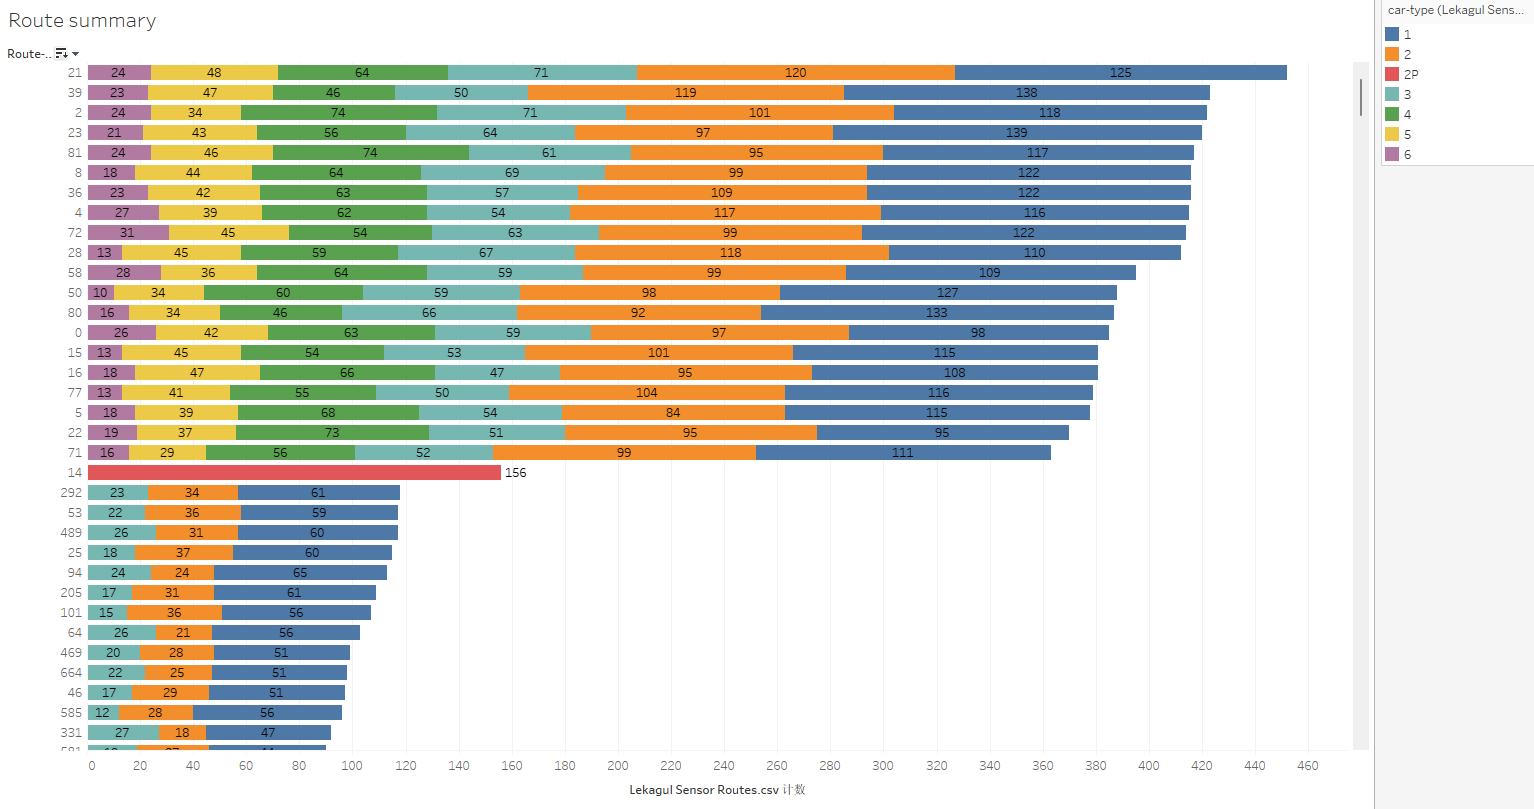 Route summary
Route-..
21 24 48 64 71 120 125
39 23 47 46 50 119 138
2 24 34 74 71 101 118
23 21 43 56 64 97 139
81 24 46 74 61 95 117
8 18 44 64 69 99 122
36 23 42 63 57 109 122
4 27 39 62 54 117 116
72 31 45 54 63 99 122
28 13 45 59 67 118 110
58 28 36 64 59 99 109
50 10 34 60 59 98 127
80 16 34 46 66 92 133
0 26 42 63 59 97 98
15 13 45 54 53 101 115
16 18 47 66 47 95 108
77 13 41 55 50 104 116
5 18 39 68 54 84 115
22 19 37 73 51 95 95
71 16 29 56 52 99 111
14 156
292 23 34 61
53 22 36 59
489 26 31 60
25 18 37 60
94 24 24 65
205 17 31 61
101 15 36 56
64 26 21 56
469 20 28 51
664 22 25 51
46 17 29 51
585 12 28 56
331 27 18 47
0 20 40 60 80 100 120 140 160 180 200 220 240 260 280 300 320 340 360 380 400 420 440 460
Lekagul Sensor Routes.csv 计数
car-type (Lekagul Sens...
1
2
2P
3
4
5
6